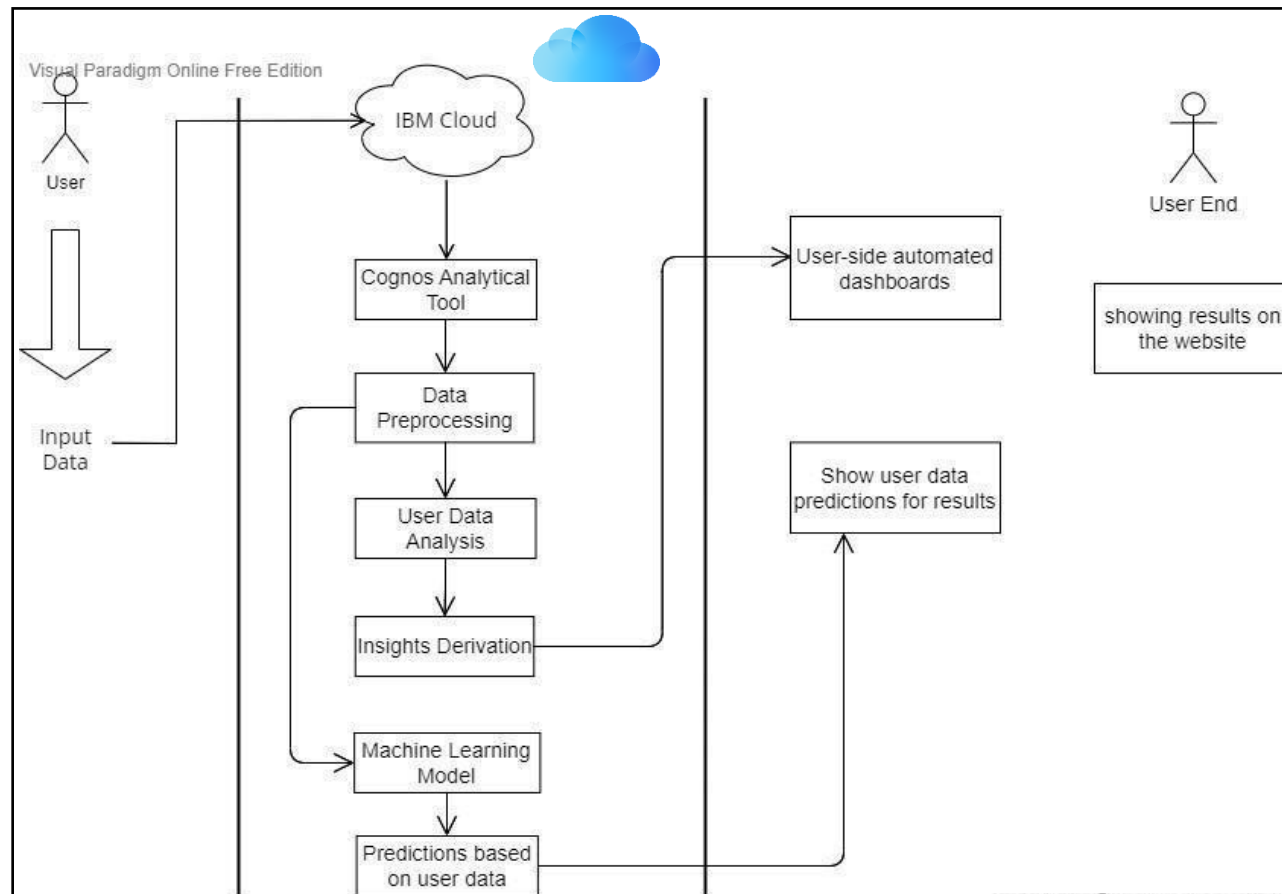 Visual Paradigm Online Free Edition
User
Input
Data
IBM Cloud
Cognos Analytical
Tool
Data
Preprocessing
User Data
Analysis
Insights Derivation
Machine Learning
Model
Predictions based
on user data
User-side automated
dashboards
Show user data
predictions for results
User End
showing results on
the website